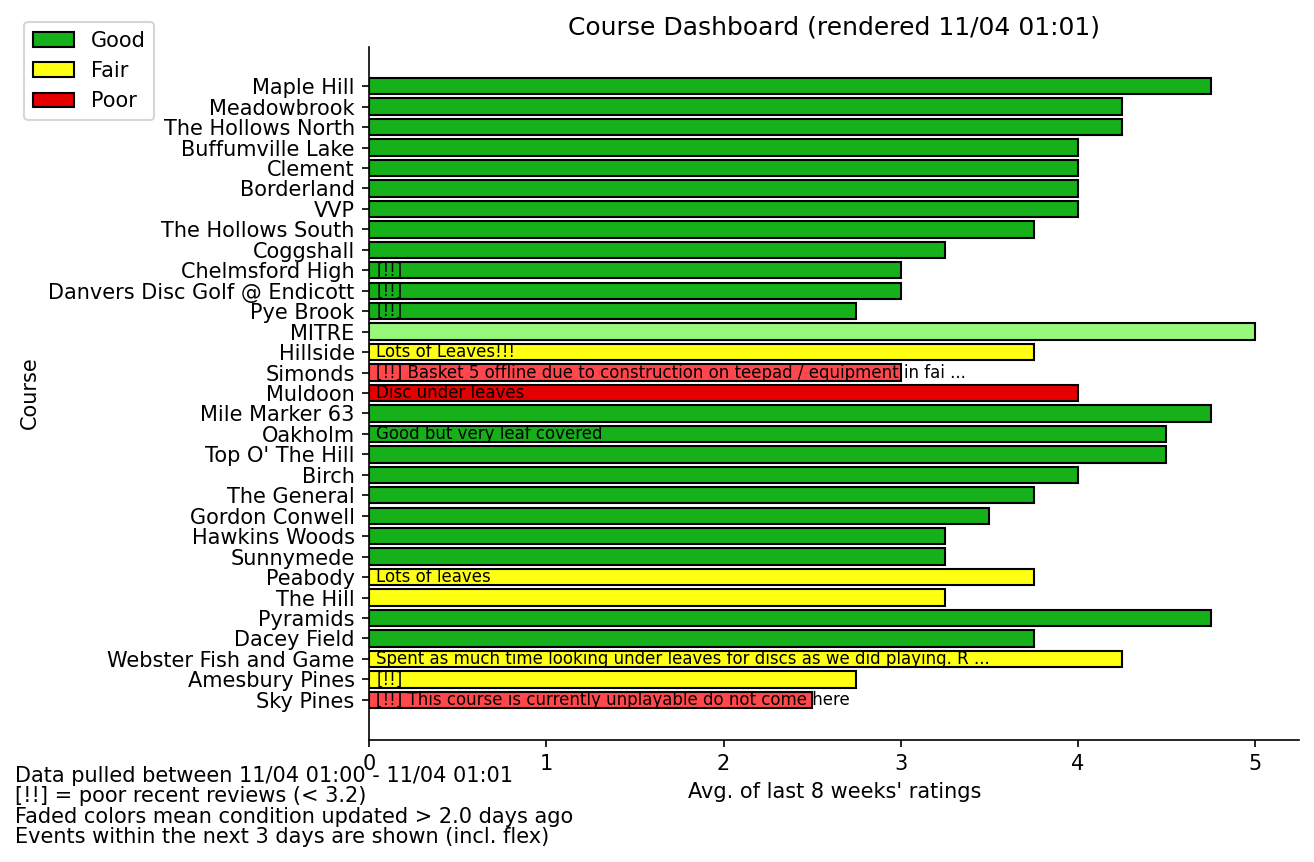 Course Dashboard (rendered 11/04 01:01)
Good
Fair
Poor
Course
Maple Hill
Meadowbrook
The Hollows North
Buffumville Lake
Clement
Borderland
VVP
The Hollows South
Coggshall
Chelmsford High [!!]
Danvers Disc Golf @ Endicott [!!]
Pye Brook [!!]
MITRE
Hillside Lots of Leaves!!!
Simonds [!!] Basket 5 offline due to construction on teepad / equipment in fai ...
Muldoon Disc under leaves
Mile Marker 63
Oakholm Good but very leaf covered
Top O' The Hill
Birch
The General
Gordon Conwell
Hawkins Woods
Sunnymede
Peabody Lots of leaves
The Hill
Pyramids
Dacey Field
Webster Fish and Game Spent as much time looking under leaves for discs as we did playing. R ...
Amesbury Pines [!!]
Sky Pines [!!] This course is currently unplayable do not come here
0 1 2 3 4 5
Avg. of last 8 weeks' ratings
Data pulled between 11/04 01:00 - 11/04 01:01
[!!] = poor recent reviews (< 3.2)
Faded colors mean condition updated > 2.0 days ago
Events within the next 3 days are shown (incl. flex)